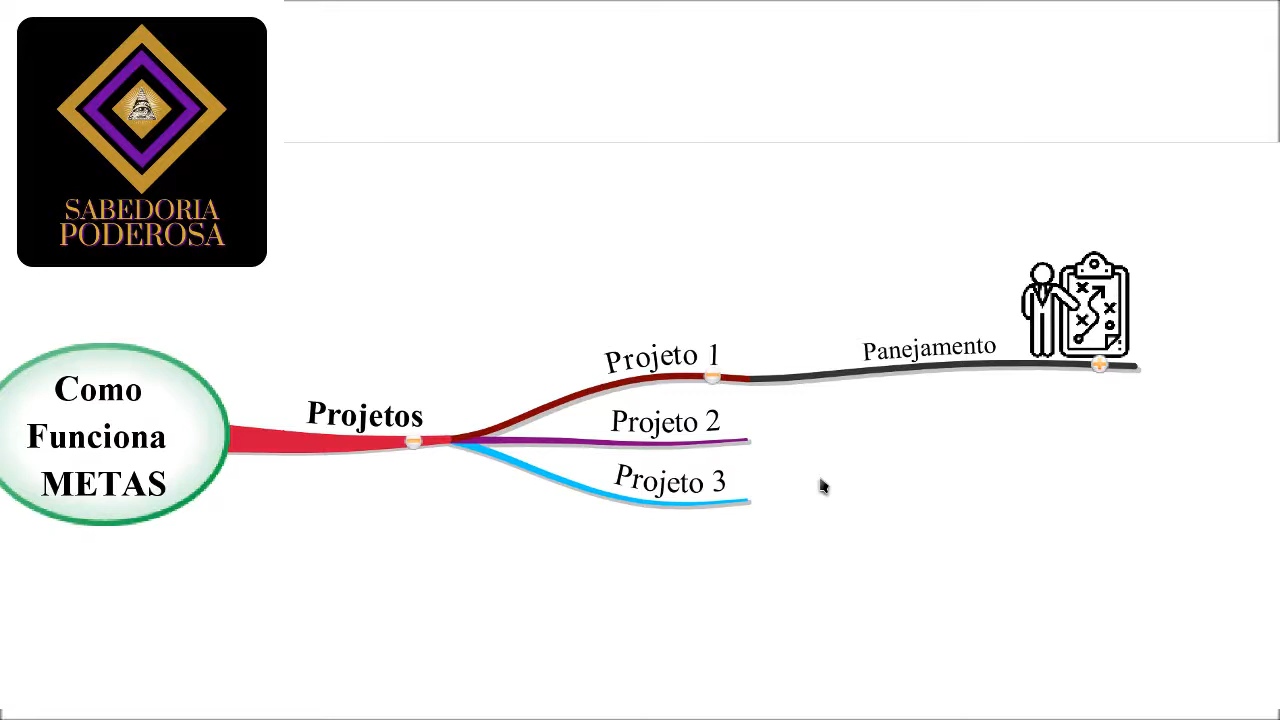 SABEDORIA
PODEROSA
Como
Funciona
METAS
Projetos
Projeto 1
Panejamento
Projeto 2
Projeto 3